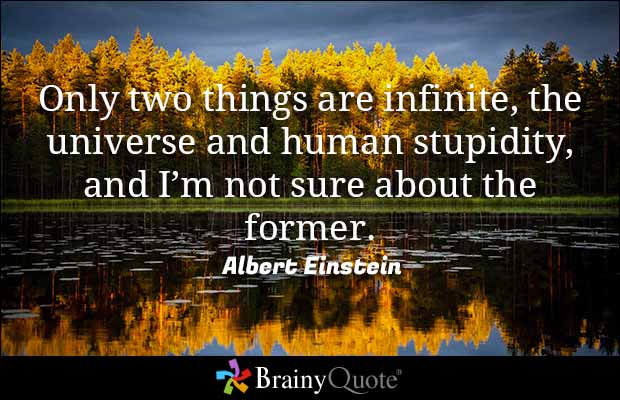 Only two things are infinite, the
universe and human stupidity,
and I’m not sure about the
former.
Albert Einstein
BrainyQuote®